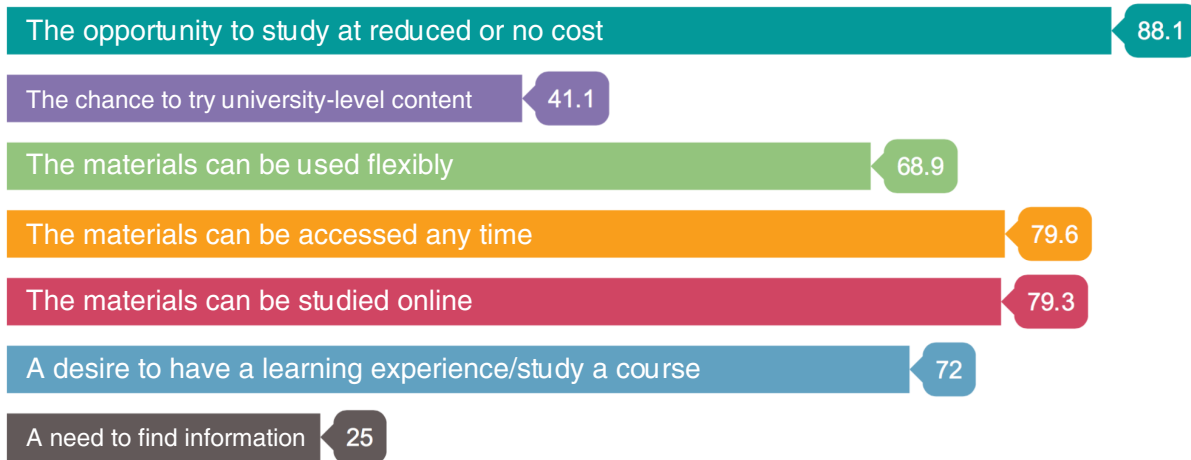 The opportunity to study at reduced or no cost 88.1
The chance to try university-level content 41.1
The materials can be used flexibly 68.9
The materials can be accessed any time 79.6
The materials can be studied online 79.3
A desire to have a learning experience/study a course 72
A need to find information 25